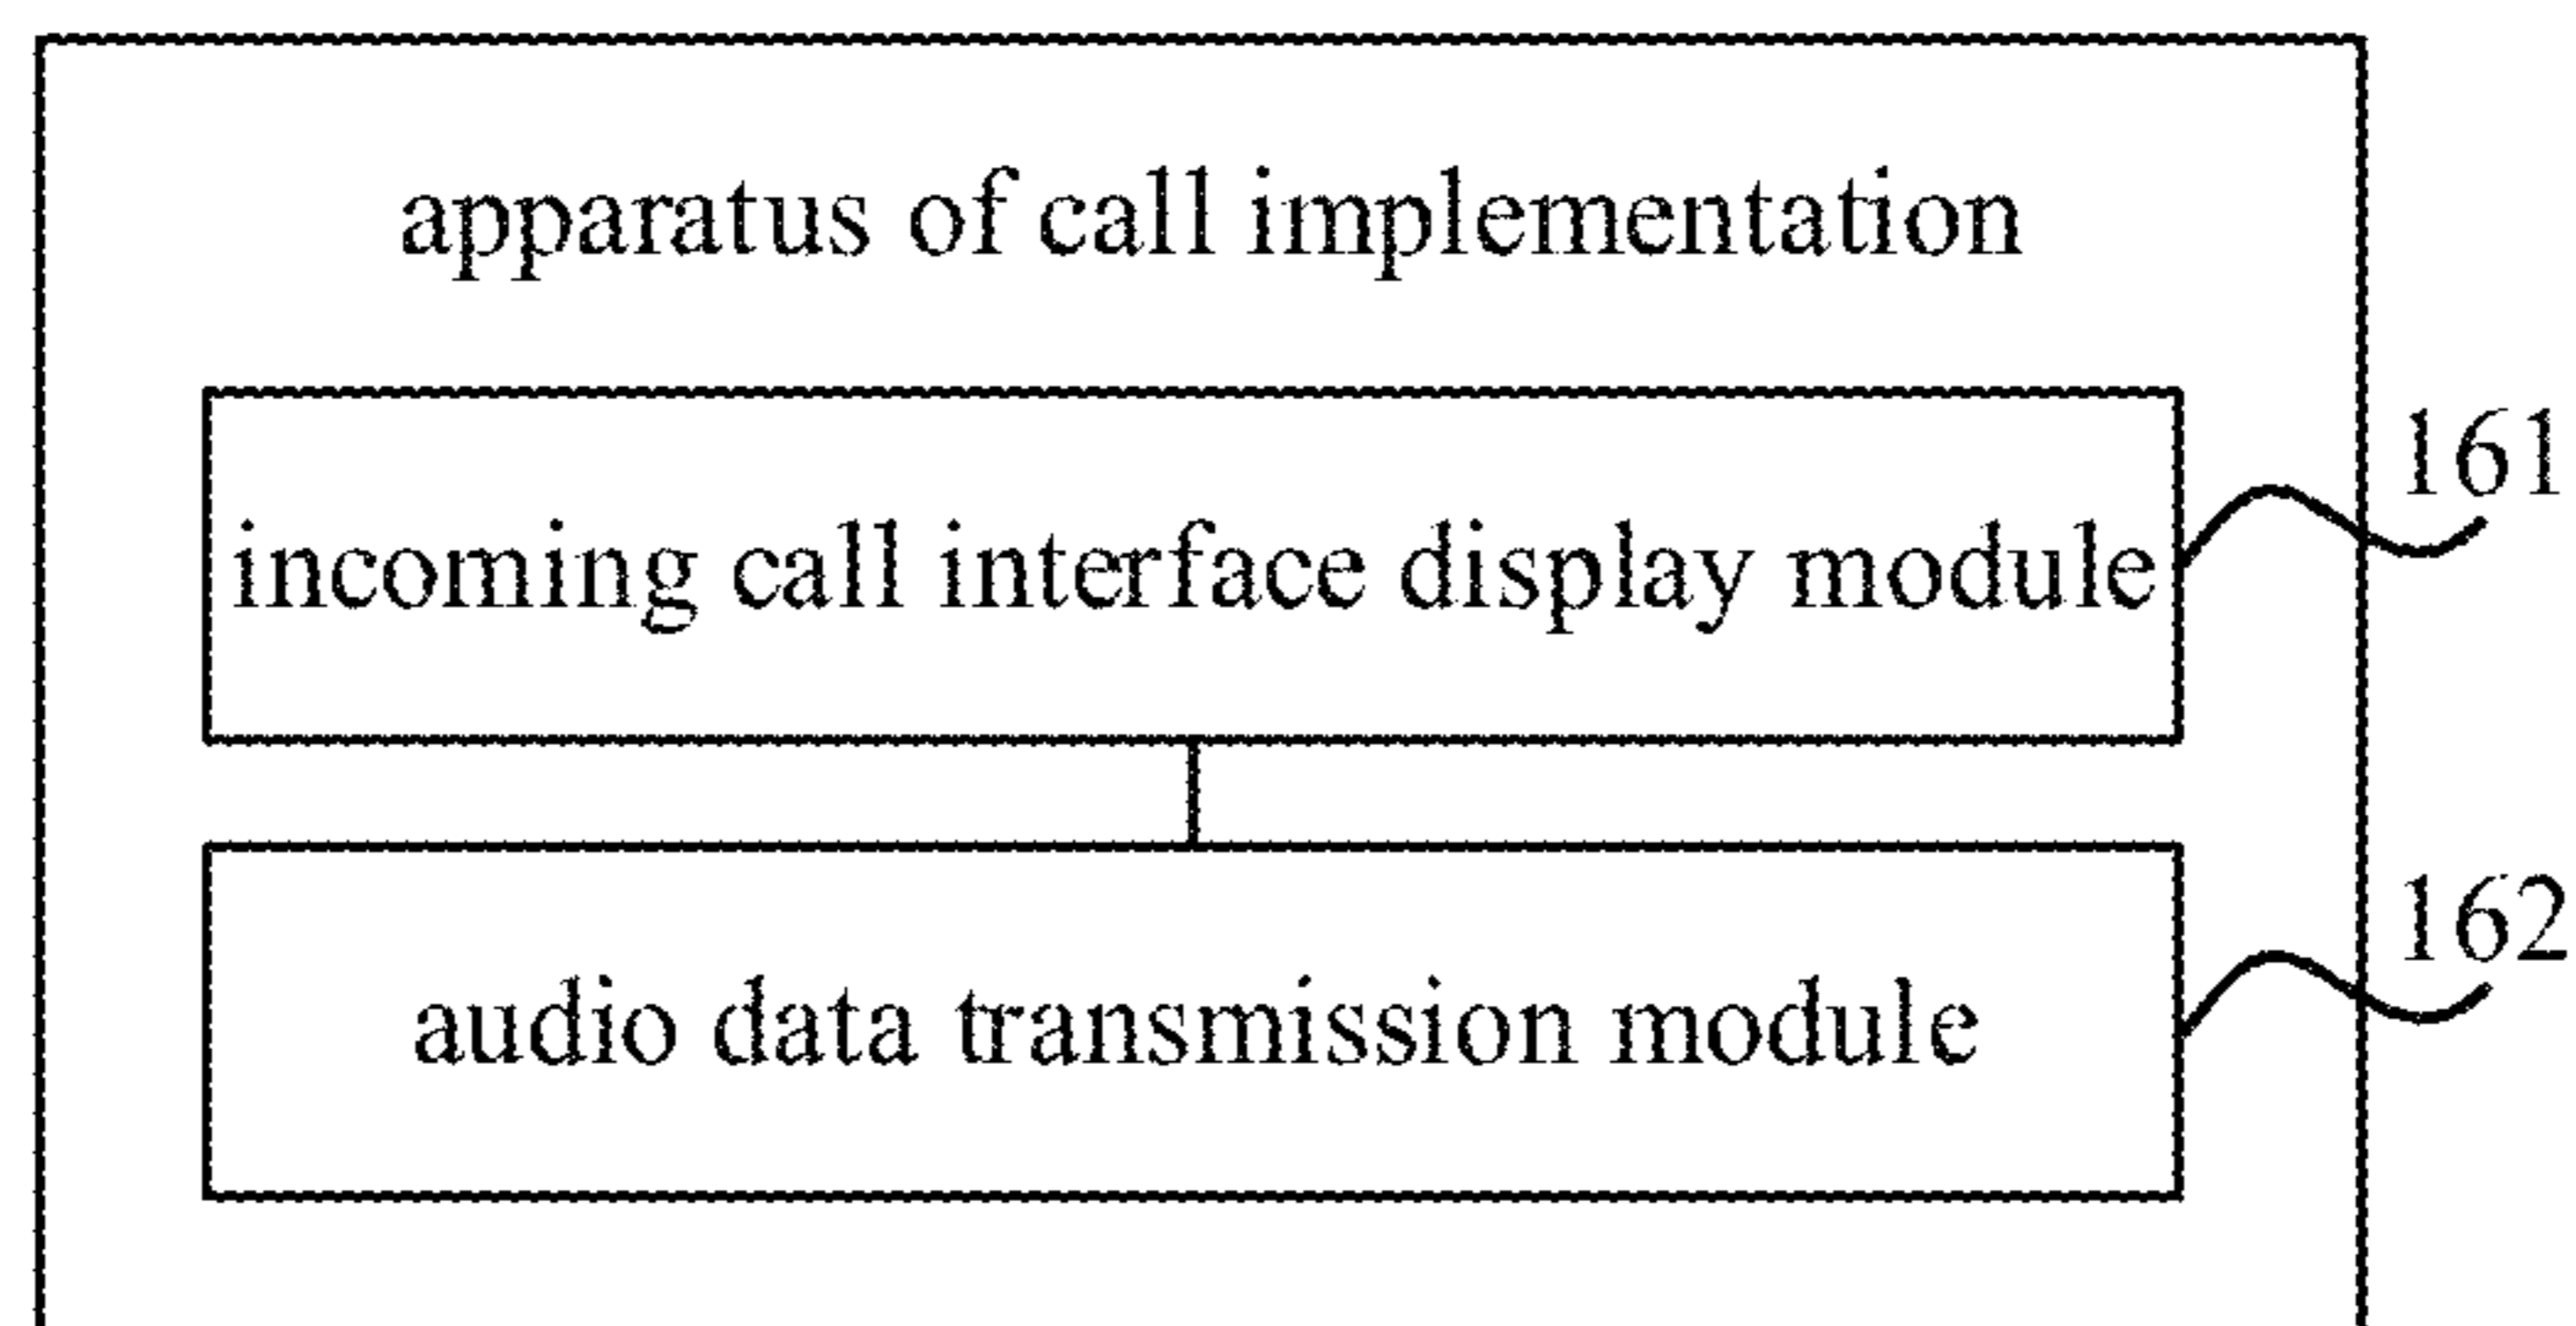 apparatus of call implementation
161
incoming call interface display module
162
audio data transmission module